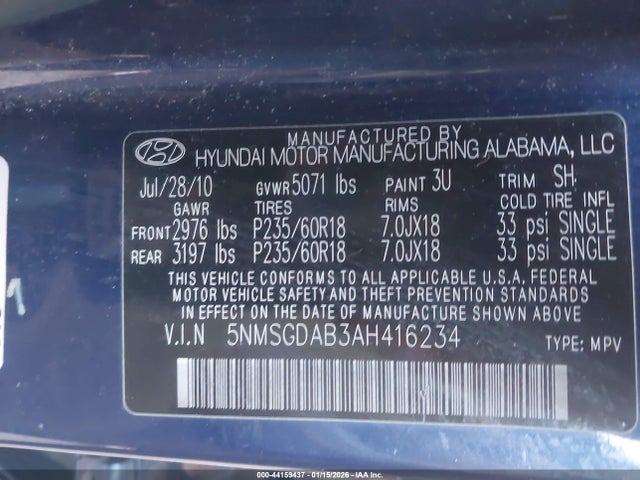 MANUFACTURED BY
HYUNDAI MOTOR MANUFACTURING ALABAMA, LLC
Jul/28/10 GVWR 5071 lbs PAINT 3U TRIM SH
GAWR TIRES RIMS COLD TIRE INFL
FRONT 2976 lbs P235/60R18 7.0JX18 33 psi SINGLE
REAR 3197 lbs P235/60R18 7.0JX18 33 psi SINGLE
THIS VEHICLE CONFORMS TO ALL APPLICABLE U.S.A. FEDERAL
MOTOR VEHICLE SAFETY AND THEFT PREVENTION STANDARDS
IN EFFECT ON THE DATE OF MANUFACTURE SHOWN ABOVE
V.I.N 5NMSGDAB3AH416234 TYPE: MPV
000-44159437 - 01/15/2026 - IAA Inc.